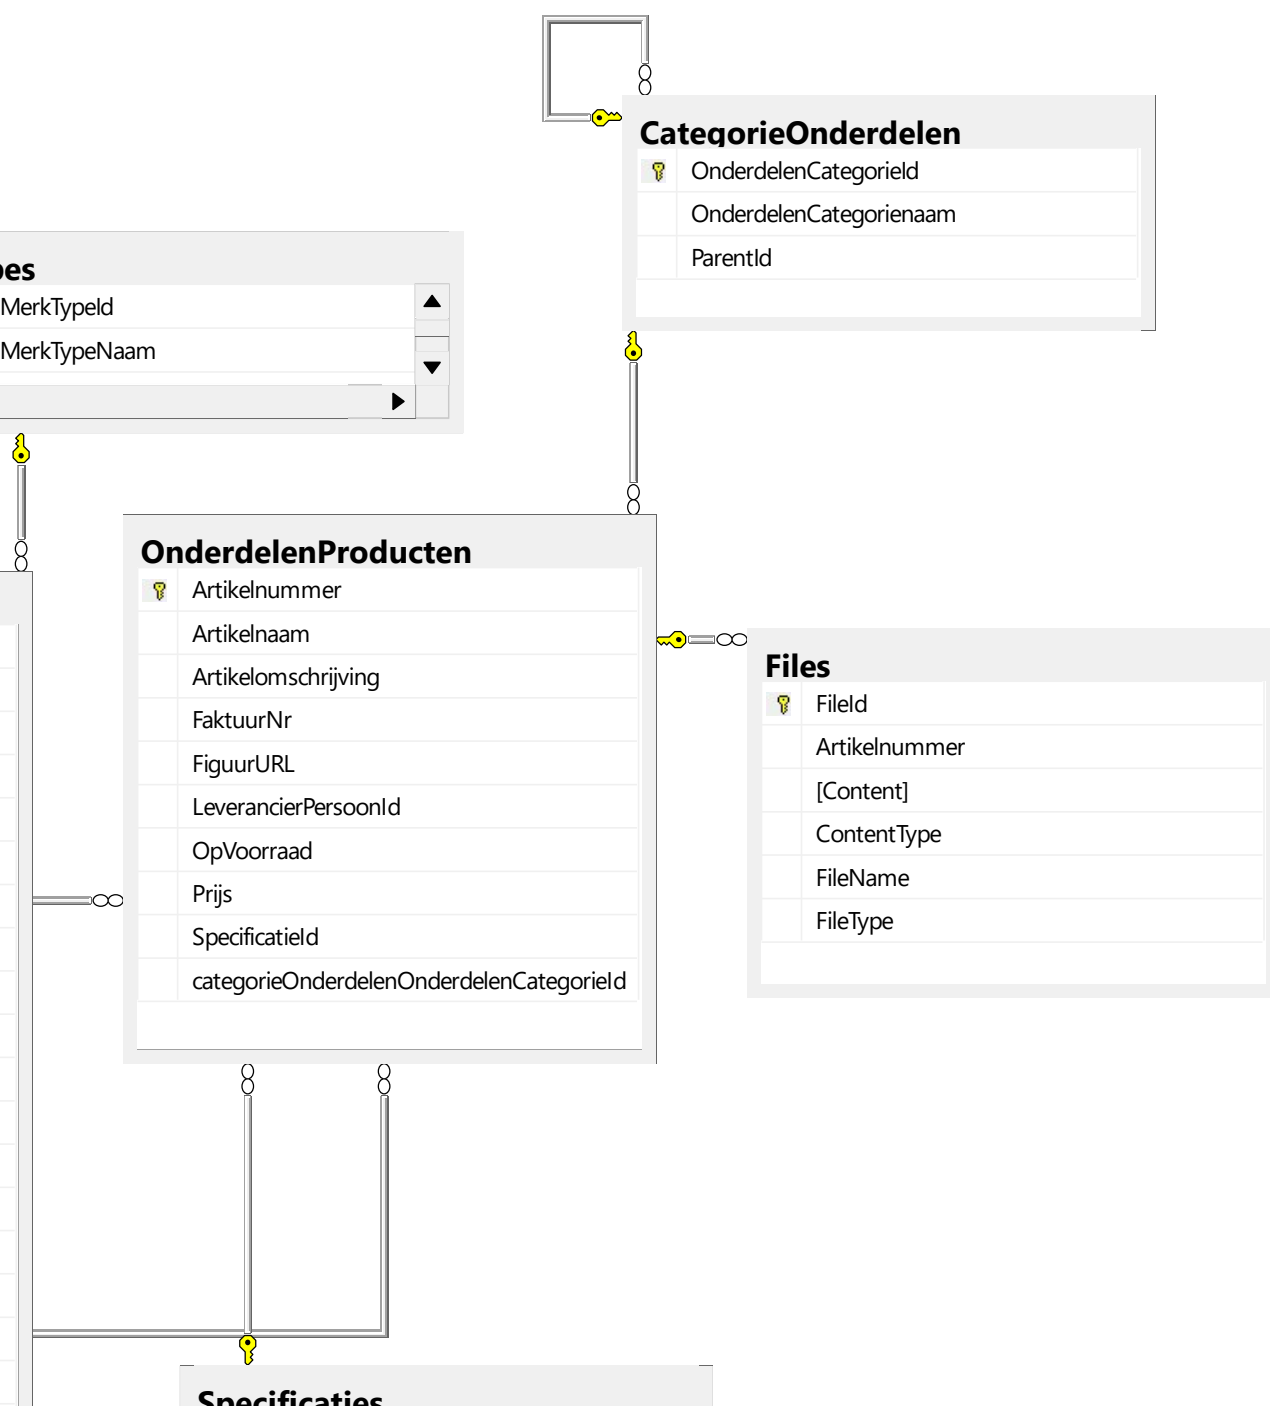 CategorieOnderdelen
OnderdelenCategorieId
OnderdelenCategorienaam
ParentId
MerkTypeId
MerkTypeNaam
OnderdelenProducten
Artikelnummer
Artikelnaam
Artikelomschrijving
FaktuurNr
FiguurURL
LeverancierPersoonId
OpVoorraad
Prijs
SpecificatieId
categorieOnderdelenOnderdelenCategorieId
Files
FileId
Artikelnummer
[Content]
ContentType
FileName
FileType
Specificaties